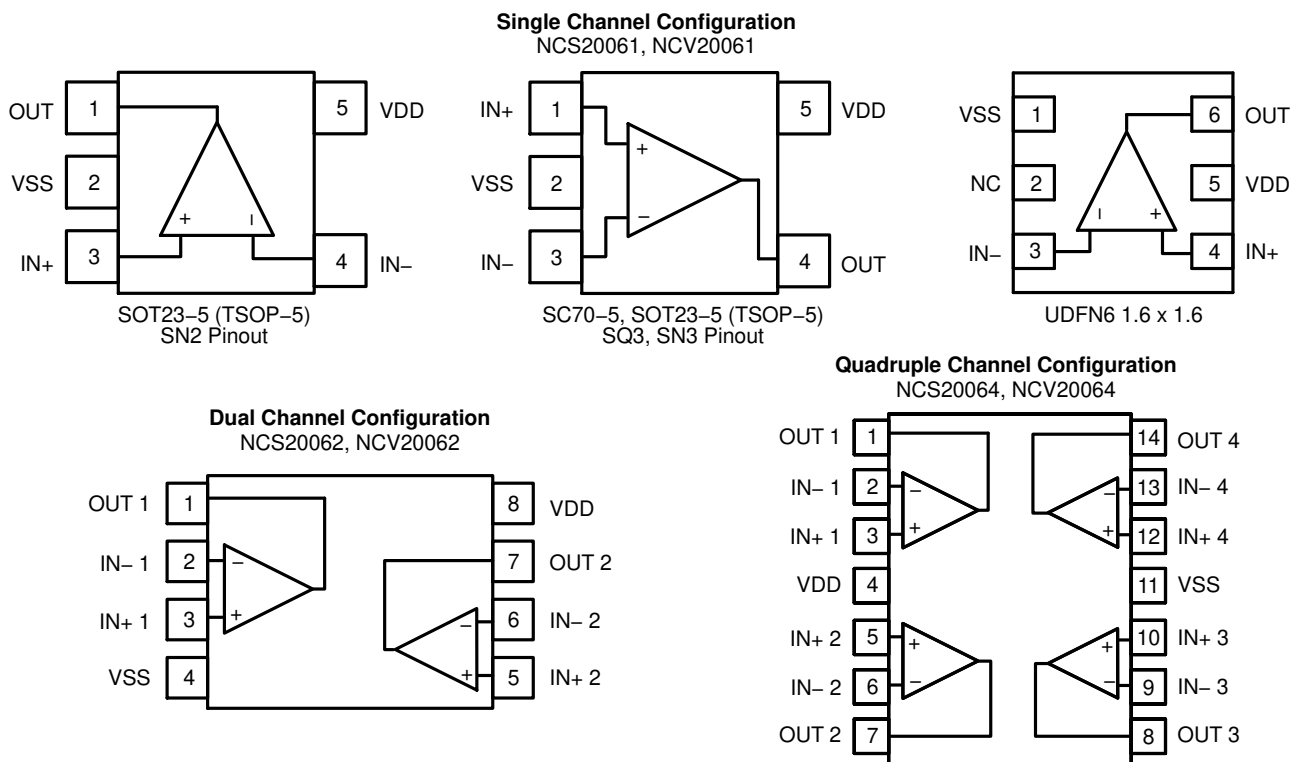 Single Channel Configuration
NCS20061, NCV20061
OUT 1
5 VDD
VSS 2
+ −
IN+ 3
4 IN−
SOT23−5 (TSOP−5)
SN2 Pinout
IN+ 1
5 VDD
+
VSS 2
−
IN− 3
4 OUT
SC70−5, SOT23−5 (TSOP−5)
SQ3, SN3 Pinout
VSS 1
6 OUT
NC 2
5 VDD
− +
IN− 3
4 IN+
UDFN6 1.6 x 1.6
Dual Channel Configuration
NCS20062, NCV20062
OUT 1 1
8 VDD
IN− 1 2 −
7 OUT 2
IN+ 1 3 +
− 6 IN− 2
VSS 4
+ 5 IN+ 2
Quadruple Channel Configuration
NCS20064, NCV20064
OUT 1 1
14 OUT 4
IN− 1 2 −
− 13 IN− 4
IN+ 1 3 +
+ 12 IN+ 4
VDD 4
11 VSS
IN+ 2 5 +
+ 10 IN+ 3
IN− 2 6 −
− 9 IN− 3
OUT 2 7
8 OUT 3